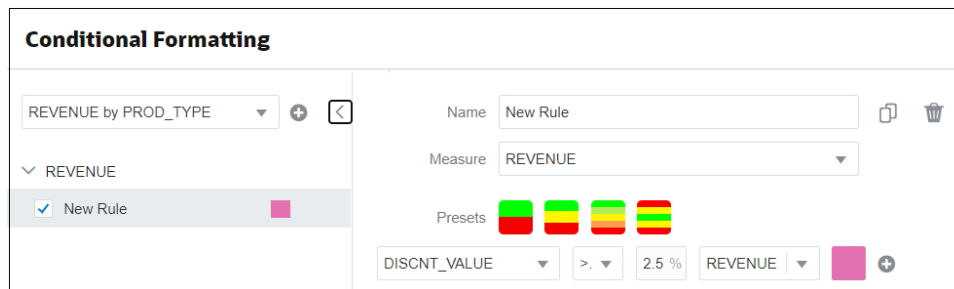 Conditional Formatting
REVENUE by PROD_TYPE
Name New Rule
REVENUE
Measure REVENUE
New Rule
Presets
DISCNT_VALUE >. 2.5 % REVENUE